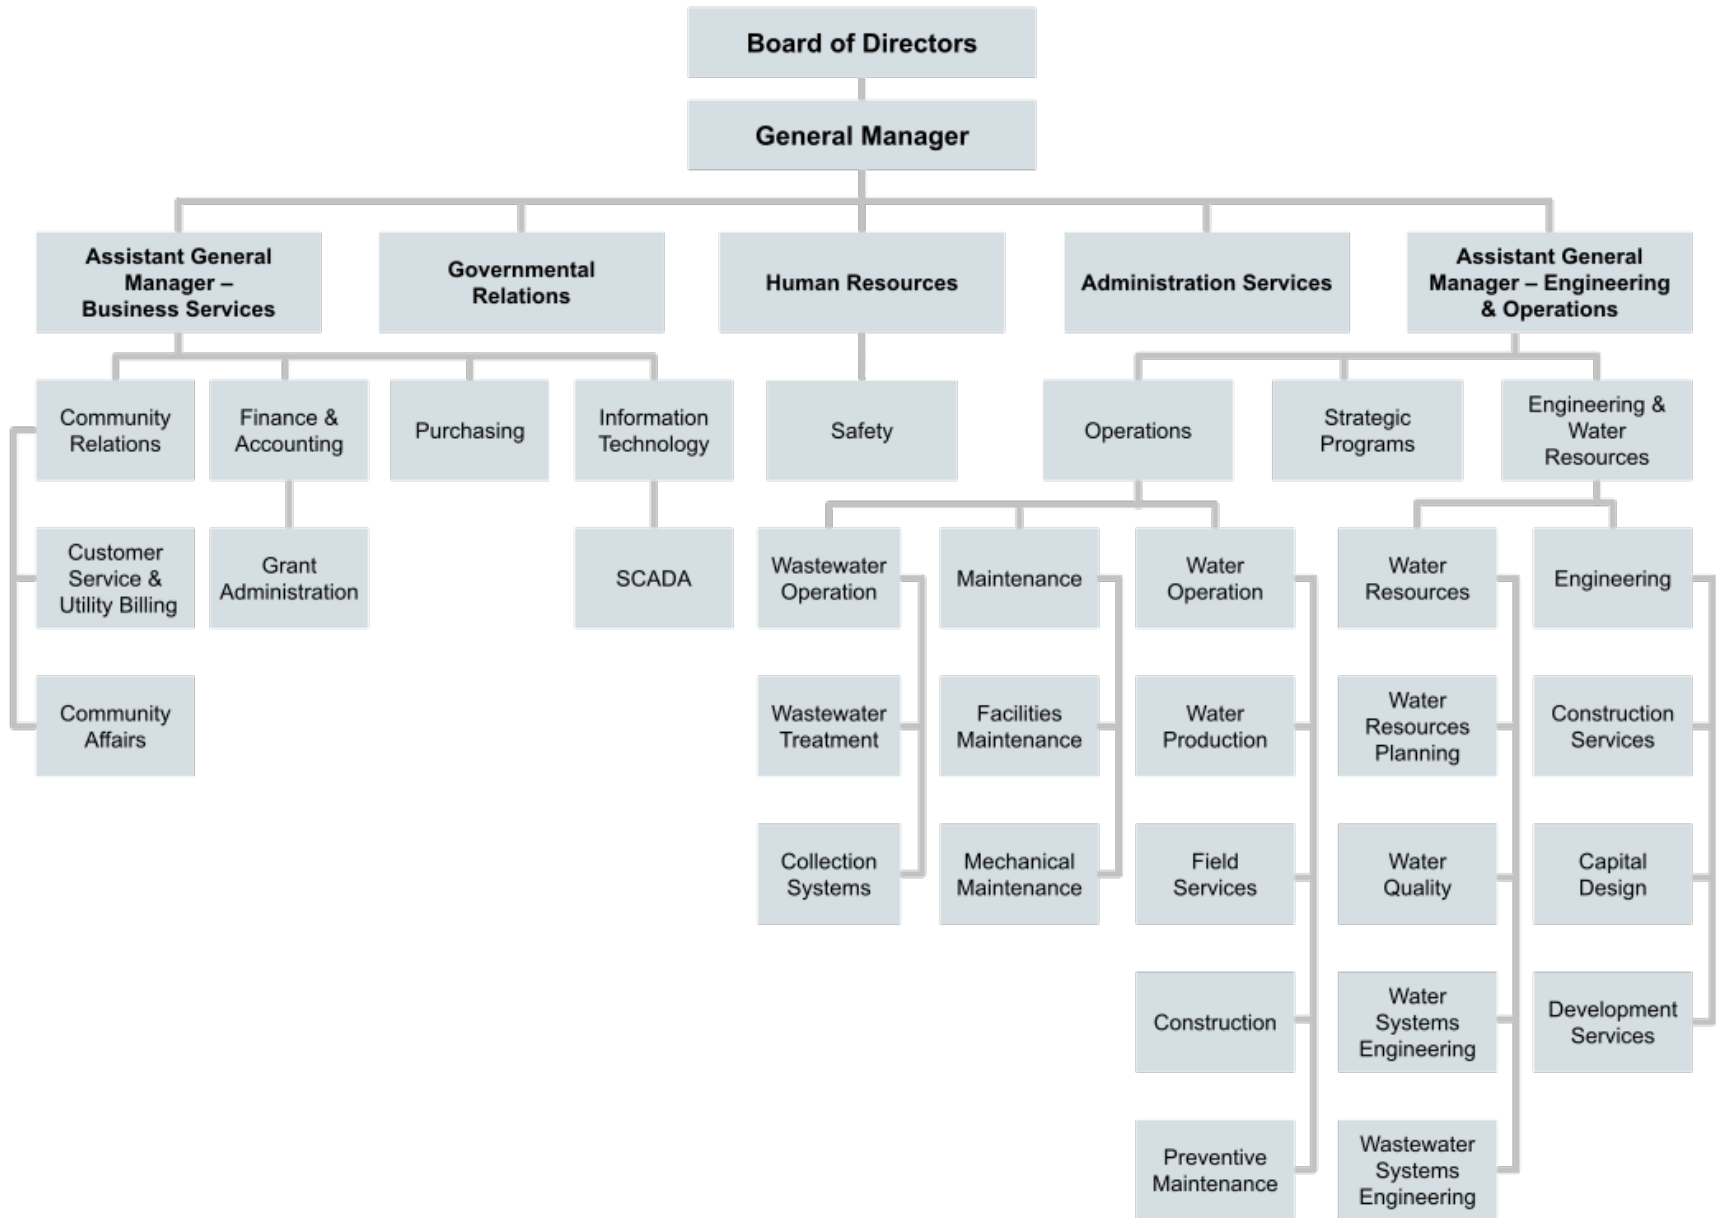 Board of Directors
General Manager
Assistant General
Manager –
Business Services
Governmental
Relations
Human Resources
Administration Services
Assistant General
Manager – Engineering
& Operations
Community
Relations
Finance &
Accounting
Purchasing
Information
Technology
Safety
Operations
Strategic
Programs
Engineering &
Water
Resources
Customer
Service &
Utility Billing
Grant
Administration
SCADA
Wastewater
Operation
Maintenance
Water
Operation
Water
Resources
Engineering
Community
Affairs
Wastewater
Treatment
Facilities
Maintenance
Water
Production
Water
Resources
Planning
Construction
Services
Collection
Systems
Mechanical
Maintenance
Field
Services
Water
Quality
Capital
Design
Construction
Water
Systems
Engineering
Development
Services
Preventive
Maintenance
Wastewater
Systems
Engineering